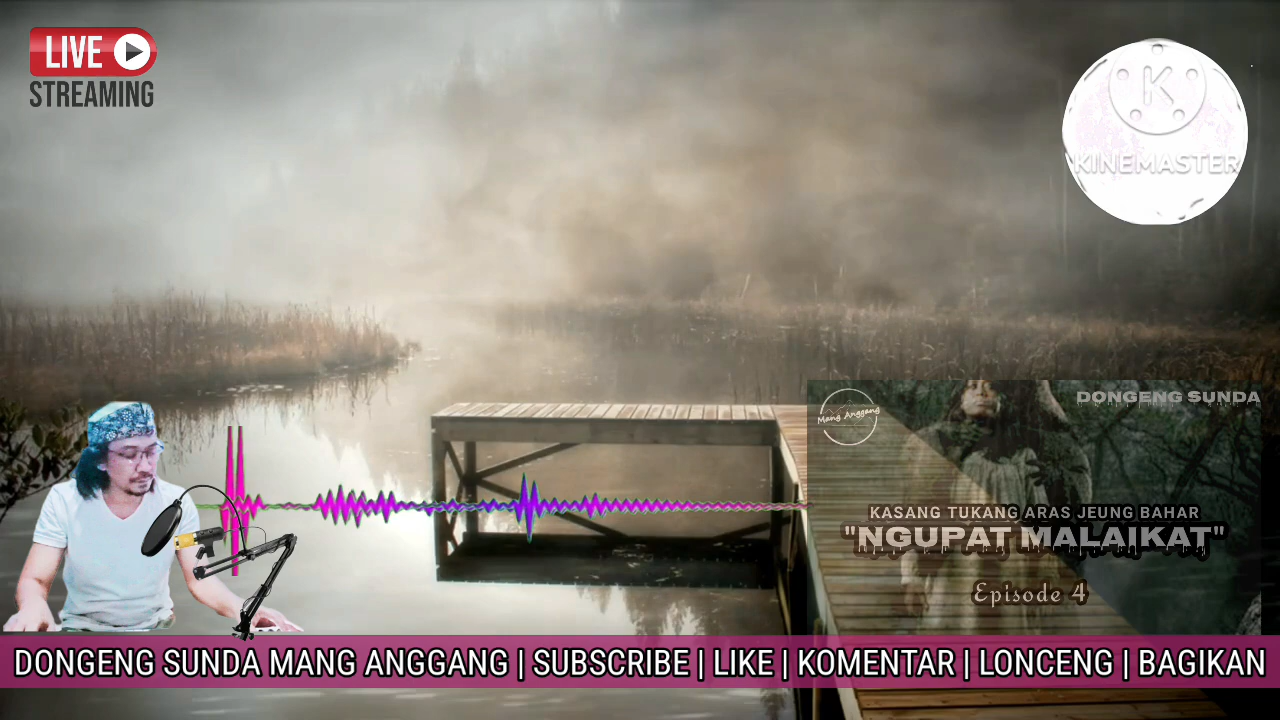 LIVE
STREAMING
K
KINEMASTER
Mang Anggang
DONGENG SUNDA
KASANG TUKANG ARAS JEUNG BAHAR
"NGUPAT MALAIKAT"
Episode 4
DONGENG SUNDA MANG ANGGANG | SUBSCRIBE | LIKE | KOMENTAR | LONCENG | BAGIKAN